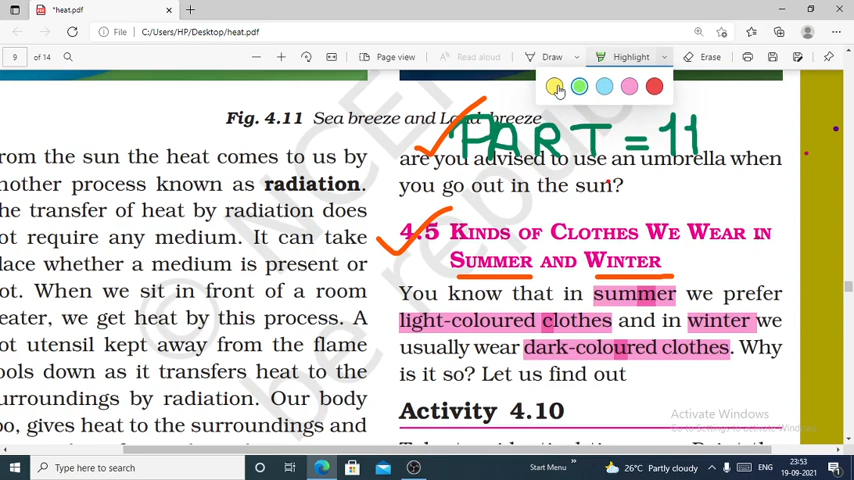 *heat.pdf
File
C:/Users/HP/Desktop/heat.pdf
9 of 14
Page view
Read aloud
Draw
Highlight
Erase
Fig. 4.11 Sea breeze and Land breeze
PART = 11
rom the sun the heat comes to us by
nother process known as radiation.
he transfer of heat by radiation does
ot require any medium. It can take
lace whether a medium is present or
ot. When we sit in front of a room
eater, we get heat by this process. A
ot utensil kept away from the flame
ools down as it transfers heat to the
urroundings by radiation. Our body
oo, gives heat to the surroundings and
are you advised to use an umbrella when
you go out in the sun?
4.5 KINDS OF CLOTHES WE WEAR IN
SUMMER AND WINTER
You know that in summer we prefer
light-coloured clothes and in winter we
usually wear dark-coloured clothes. Why
is it so? Let us find out
Activity 4.10
© be republ
Activate Windows
Go to Settings to activate Windows.
Type here to search
Start Menu
26°C Partly cloudy
ENG
23:53
19-09-2021